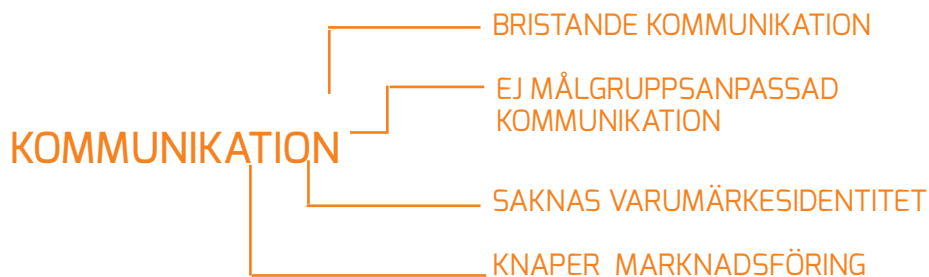 BRISTANDE KOMMUNIKATION
EJ MÅLGRUPPSANPASSAD
KOMMUNIKATION
KOMMUNIKATION
SAKNAS VARUMÄRKESIDENTITET
KNAPER MARKNADSFÖRING